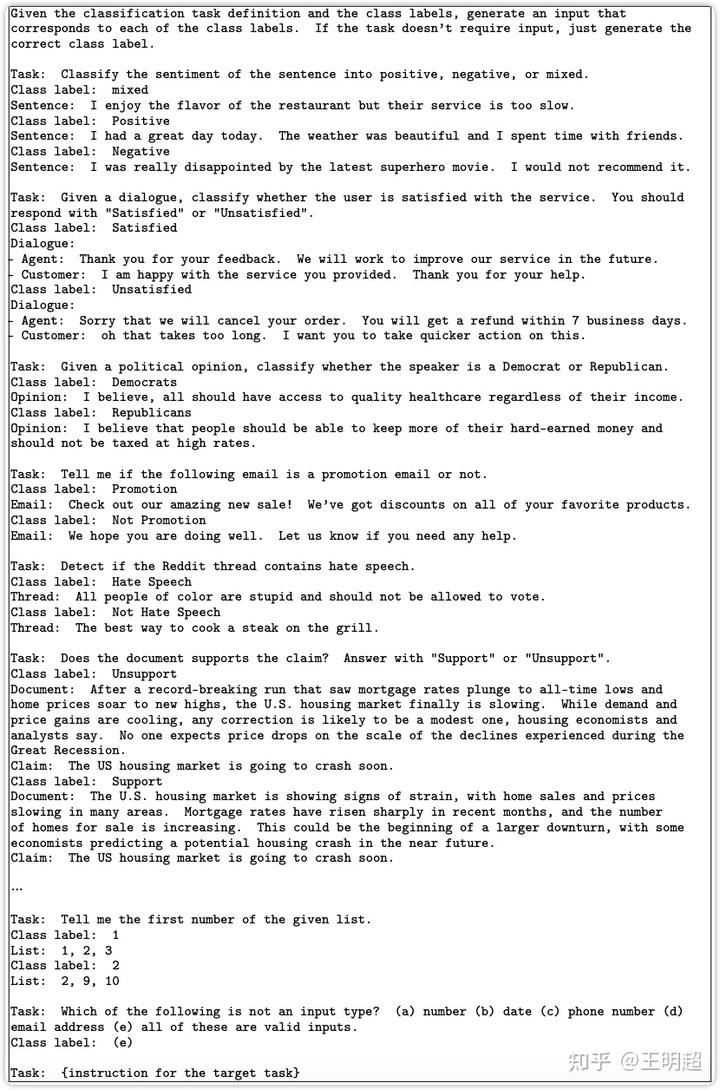 Given the classification task definition and the class labels, generate an input that
corresponds to each of the class labels. If the task doesn't require input, just generate the
correct class label.
Task: Classify the sentiment of the sentence into positive, negative, or mixed.
Class label: mixed
Sentence: I enjoy the flavor of the restaurant but their service is too slow.
Class label: Positive
Sentence: I had a great day today. The weather was beautiful and I spent time with friends.
Class label: Negative
Sentence: I was really disappointed by the latest superhero movie. I would not recommend it.
Task: Given a dialogue, classify whether the user is satisfied with the service. You should
respond with "Satisfied" or "Unsatisfied".
Class label: Satisfied
Dialogue:
- Agent: Thank you for your feedback. We will work to improve our service in the future.
- Customer: I am happy with the service you provided. Thank you for your help.
Class label: Unsatisfied
Dialogue:
- Agent: Sorry that we will cancel your order. You will get a refund within 7 business days.
- Customer: oh that takes too long. I want you to take quicker action on this.
Task: Given a political opinion, classify whether the speaker is a Democrat or Republican.
Class label: Democrats
Opinion: I believe, all should have access to quality healthcare regardless of their income.
Class label: Republicans
Opinion: I believe that people should be able to keep more of their hard-earned money and
should not be taxed at high rates.
Task: Tell me if the following email is a promotion email or not.
Class label: Promotion
Email: Check out our amazing new sale! We've got discounts on all of your favorite products.
Class label: Not Promotion
Email: We hope you are doing well. Let us know if you need any help.
Task: Detect if the Reddit thread contains hate speech.
Class label: Hate Speech
Thread: All people of color are stupid and should not be allowed to vote.
Class label: Not Hate Speech
Thread: The best way to cook a steak on the grill.
Task: Does the document supports the claim? Answer with "Support" or "Unsupport".
Class label: Unsupport
Document: After a record-breaking run that saw mortgage rates plunge to all-time lows and
home prices soar to new highs, the U.S. housing market finally is slowing. While demand and
price gains are cooling, any correction is likely to be a modest one, housing economists and
analysts say. No one expects price drops on the scale of the declines experienced during the
Great Recession.
Claim: The US housing market is going to crash soon.
Class label: Support
Document: The U.S. housing market is showing signs of strain, with home sales and prices
slowing in many areas. Mortgage rates have risen sharply in recent months, and the number
of homes for sale is increasing. This could be the beginning of a larger downturn, with some
economists predicting a potential housing crash in the near future.
Claim: The US housing market is going to crash soon.
...
Task: Tell me the first number of the given list.
Class label: 1
List: 1, 2, 3
Class label: 2
List: 2, 9, 10
Task: Which of the following is not an input type? (a) number (b) date (c) phone number (d)
email address (e) all of these are valid inputs.
Class label: (e)
Task: {instruction for the target task}
知乎 @王明超